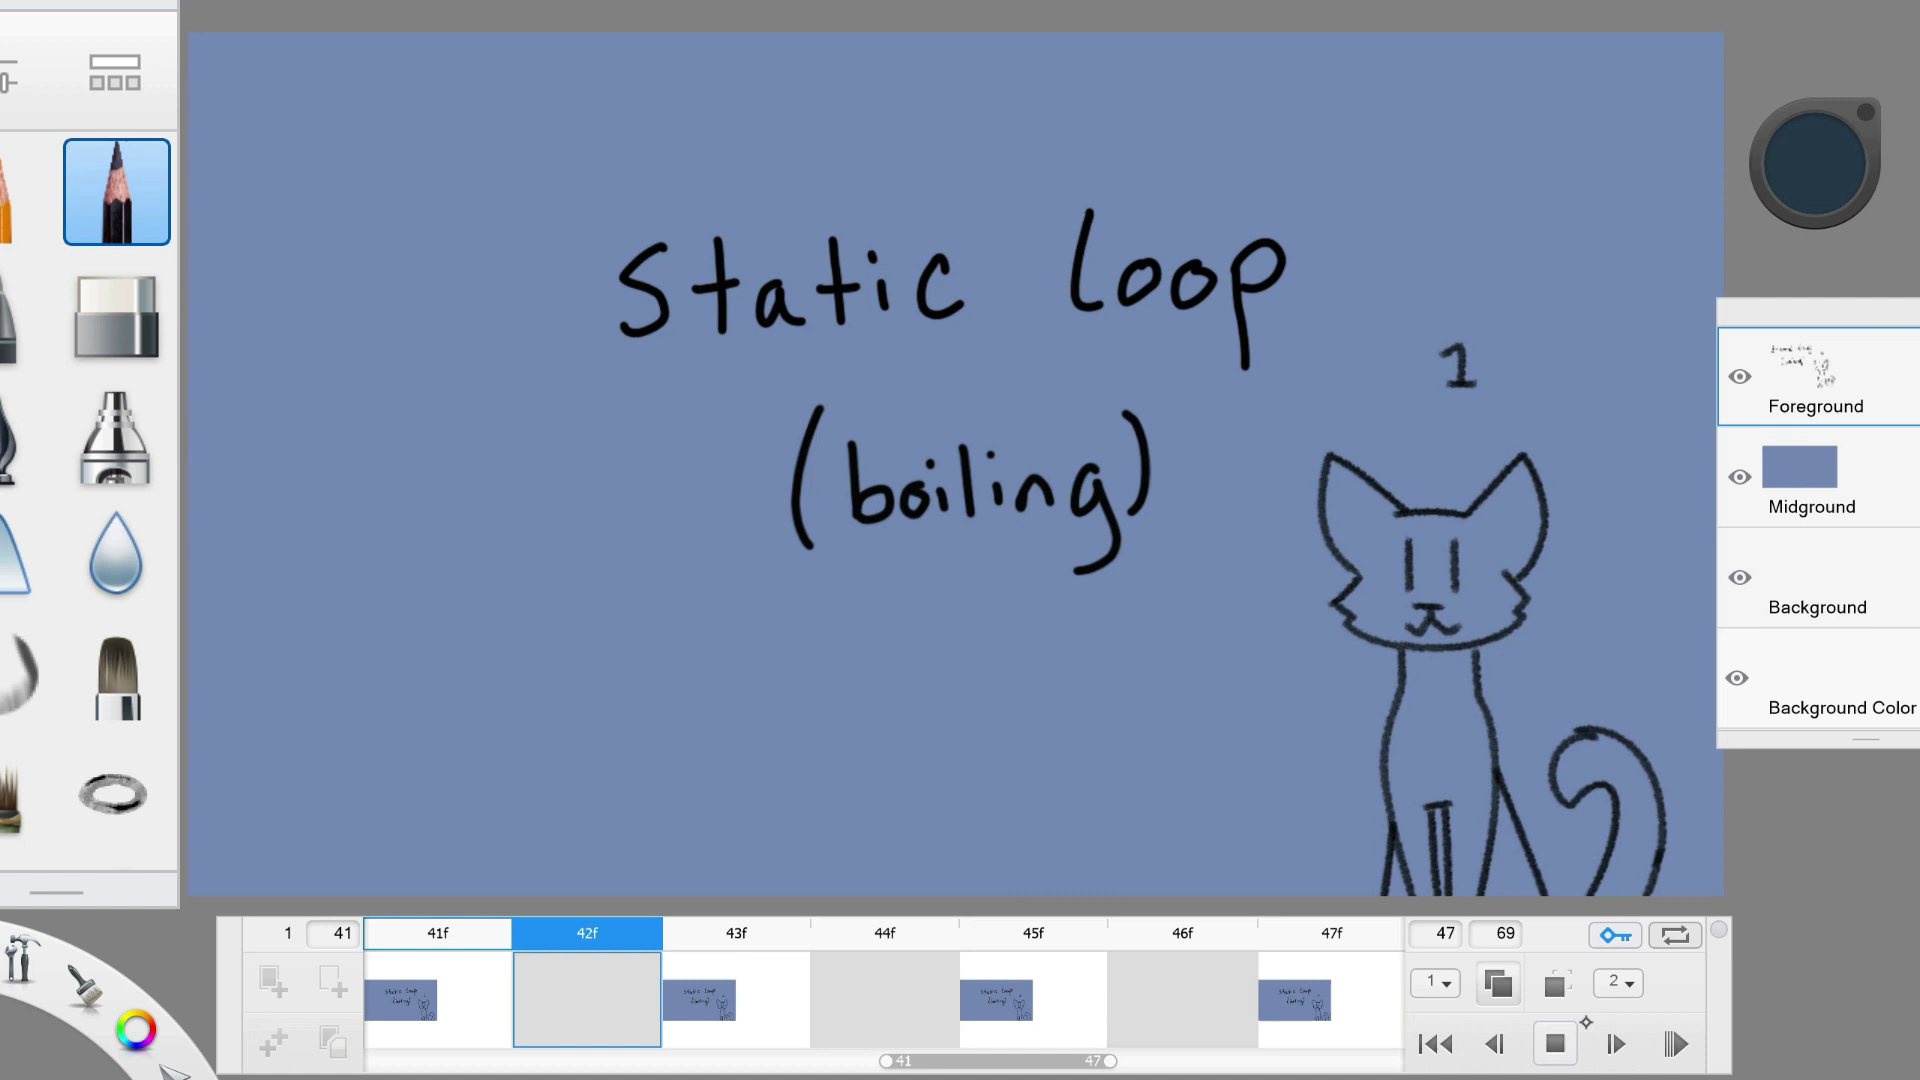 Static Loop
(boiling)
1
Foreground
Midground
Background
Background Color
1 41 41f 42f 43f 44f 45f 46f 47f 47 69
1 2
41 47